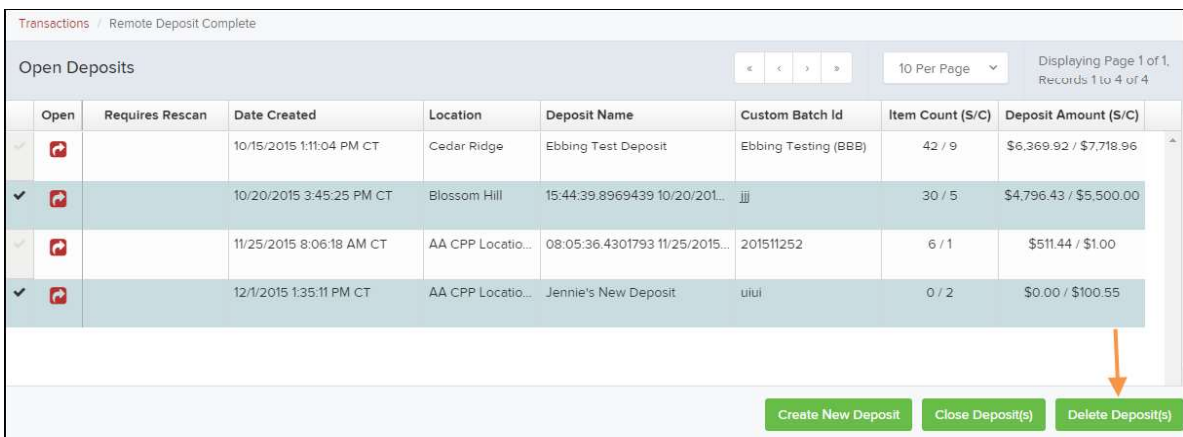 Transactions / Remote Deposit Complete
Open Deposits
« < > »
10 Per Page
Displaying Page 1 of 1,
Records 1 to 4 of 4
Open Requires Rescan Date Created Location Deposit Name Custom Batch Id Item Count (S/C) Deposit Amount (S/C)
10/15/2015 1:11:04 PM CT Cedar Ridge Ebbing Test Deposit Ebbing Testing (BBB) 42 / 9 $6,369.92 / $7,718.96
10/20/2015 3:45:25 PM CT Blossom Hill 15:44:39.8969439 10/20/201... jjj 30 / 5 $4,796.43 / $5,500.00
11/25/2015 8:06:18 AM CT AA CPP Locatio... 08:05:36.4301793 11/25/2015... 201511252 6 / 1 $511.44 / $1.00
12/1/2015 1:35:11 PM CT AA CPP Locatio... Jennie's New Deposit uiui 0 / 2 $0.00 / $100.55
Create New Deposit Close Deposit(s) Delete Deposit(s)